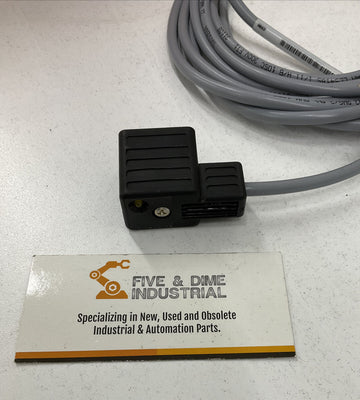 FIVE & DIME
INDUSTRIAL
Specializing in New, Used and Obsolete
Industrial & Automation Parts.